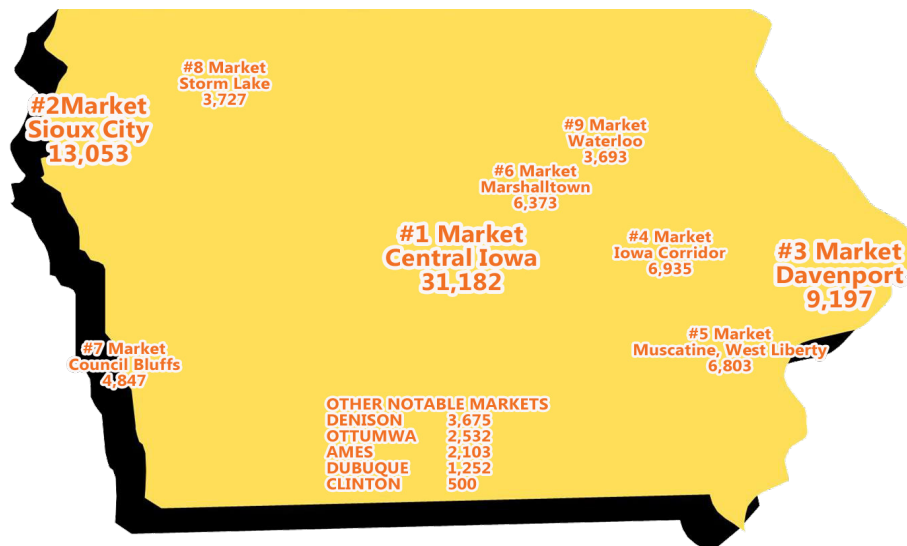 #8 Market
Storm Lake
3,727
#2Market
Sioux City
13,053
#9 Market
Waterloo
3,693
#6 Market
Marshalltown
6,373
#1 Market
Central Iowa
31,182
#4 Market
Iowa Corridor
6,935
#3 Market
Davenport
9,197
#5 Market
Muscatine, West Liberty
6,803
#7 Market
Council Bluffs
4,847
OTHER NOTABLE MARKETS
DENISON 3,675
OTTUMWA 2,532
AMES 2,103
DUBUQUE 1,252
CLINTON 500